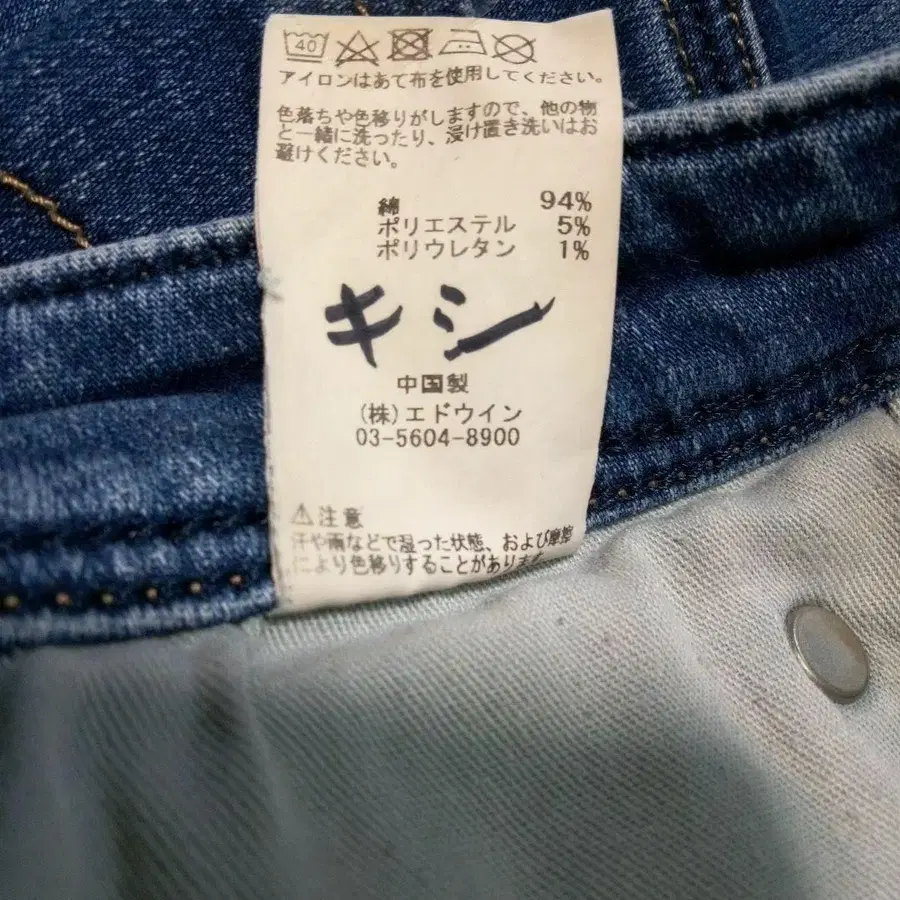 40
アイロンはあて布を使用してください。
色落ちや色移りがしますので、他の物
と一緒に洗ったり、浸け置き洗いはお
避けください。
綿 94%
ポリエステル 5%
ポリウレタン 1%
キシ
中国製
(株)エドウイン
03-5604-8900
⚠注意
汗や雨などで湿った状態、および摩擦
により色移りすることがあります